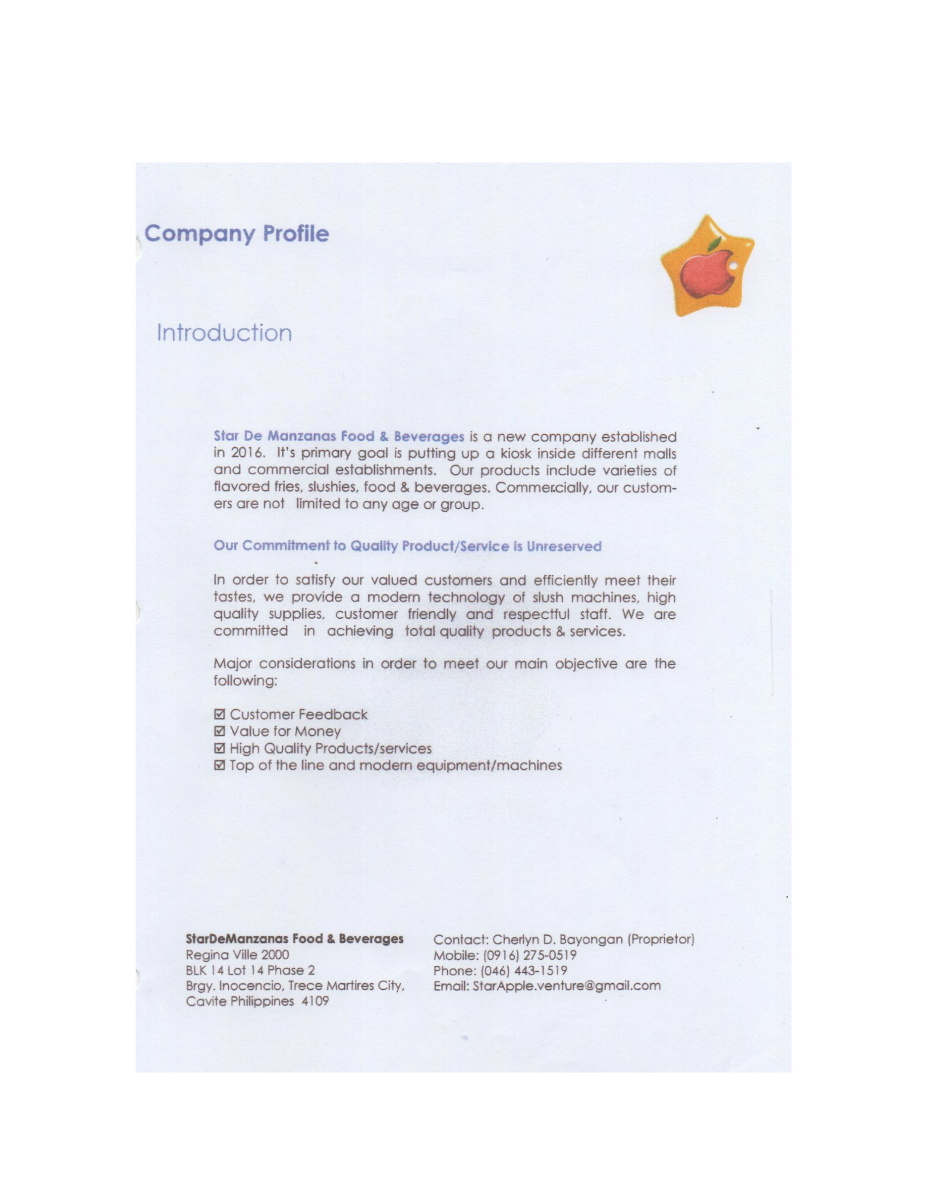 Company Profile
Introduction
Star De Manzanas Food & Beverages is a new company established
in 2016. It's primary goal is putting up a kiosk inside different malls
and commercial establishments. Our products include varieties of
flavored fries, slushies, food & beverages. Commercially, our custom-
ers are not limited to any age or group.
Our Commitment to Quality Product/Service is Unreserved
In order to satisfy our valued customers and efficiently meet their
tastes, we provide a modern technology of slush machines, high
quality supplies, customer friendly and respectful staff. We are
committed in achieving total quality products & services.
Major considerations in order to meet our main objective are the
following:
☑ Customer Feedback
☑ Value for Money
☑ High Quality Products/services
☑ Top of the line and modern equipment/machines
StarDeManzanas Food & Beverages
Regina Ville 2000
BLK 14 Lot 14 Phase 2
Brgy. Inocencio, Trece Martires City,
Cavite Philippines 4109
Contact: Cherlyn D. Bayongan (Proprietor)
Mobile: (0916) 275-0519
Phone: (046) 443-1519
Email: StarApple.venture@gmail.com